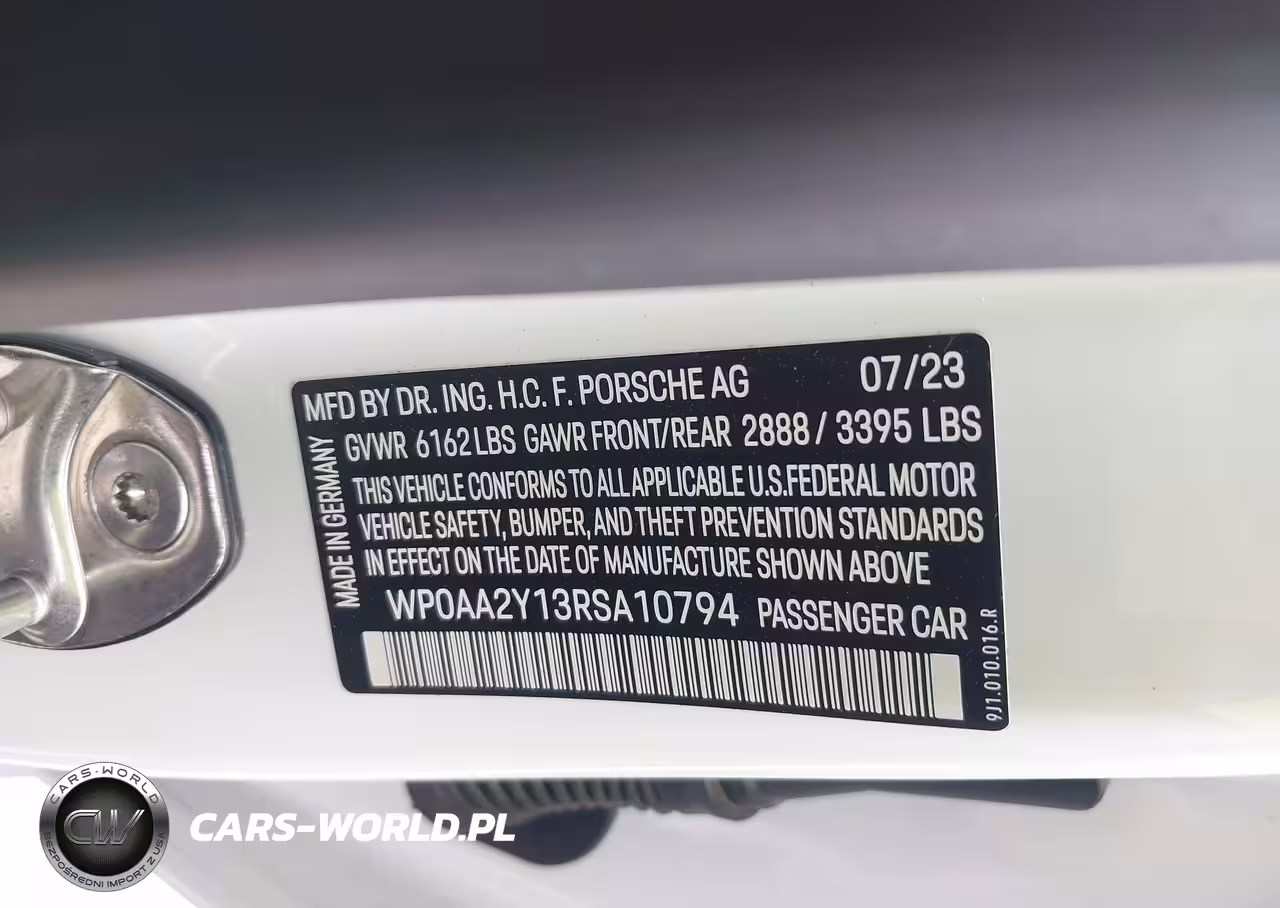 MFD BY DR. ING. H.C. F. PORSCHE AG 07/23
GVWR 6162 LBS GAWR FRONT/REAR 2888 / 3395 LBS
THIS VEHICLE CONFORMS TO ALL APPLICABLE U.S.FEDERAL MOTOR
VEHICLE SAFETY, BUMPER, AND THEFT PREVENTION STANDARDS
IN EFFECT ON THE DATE OF MANUFACTURE SHOWN ABOVE
WP0AA2Y13RSA10794 PASSENGER CAR
MADE IN GERMANY
9J1.010.016.R
CARS-WORLD
CW
BEZPOŚREDNI IMPORT Z USA
CARS-WORLD.PL